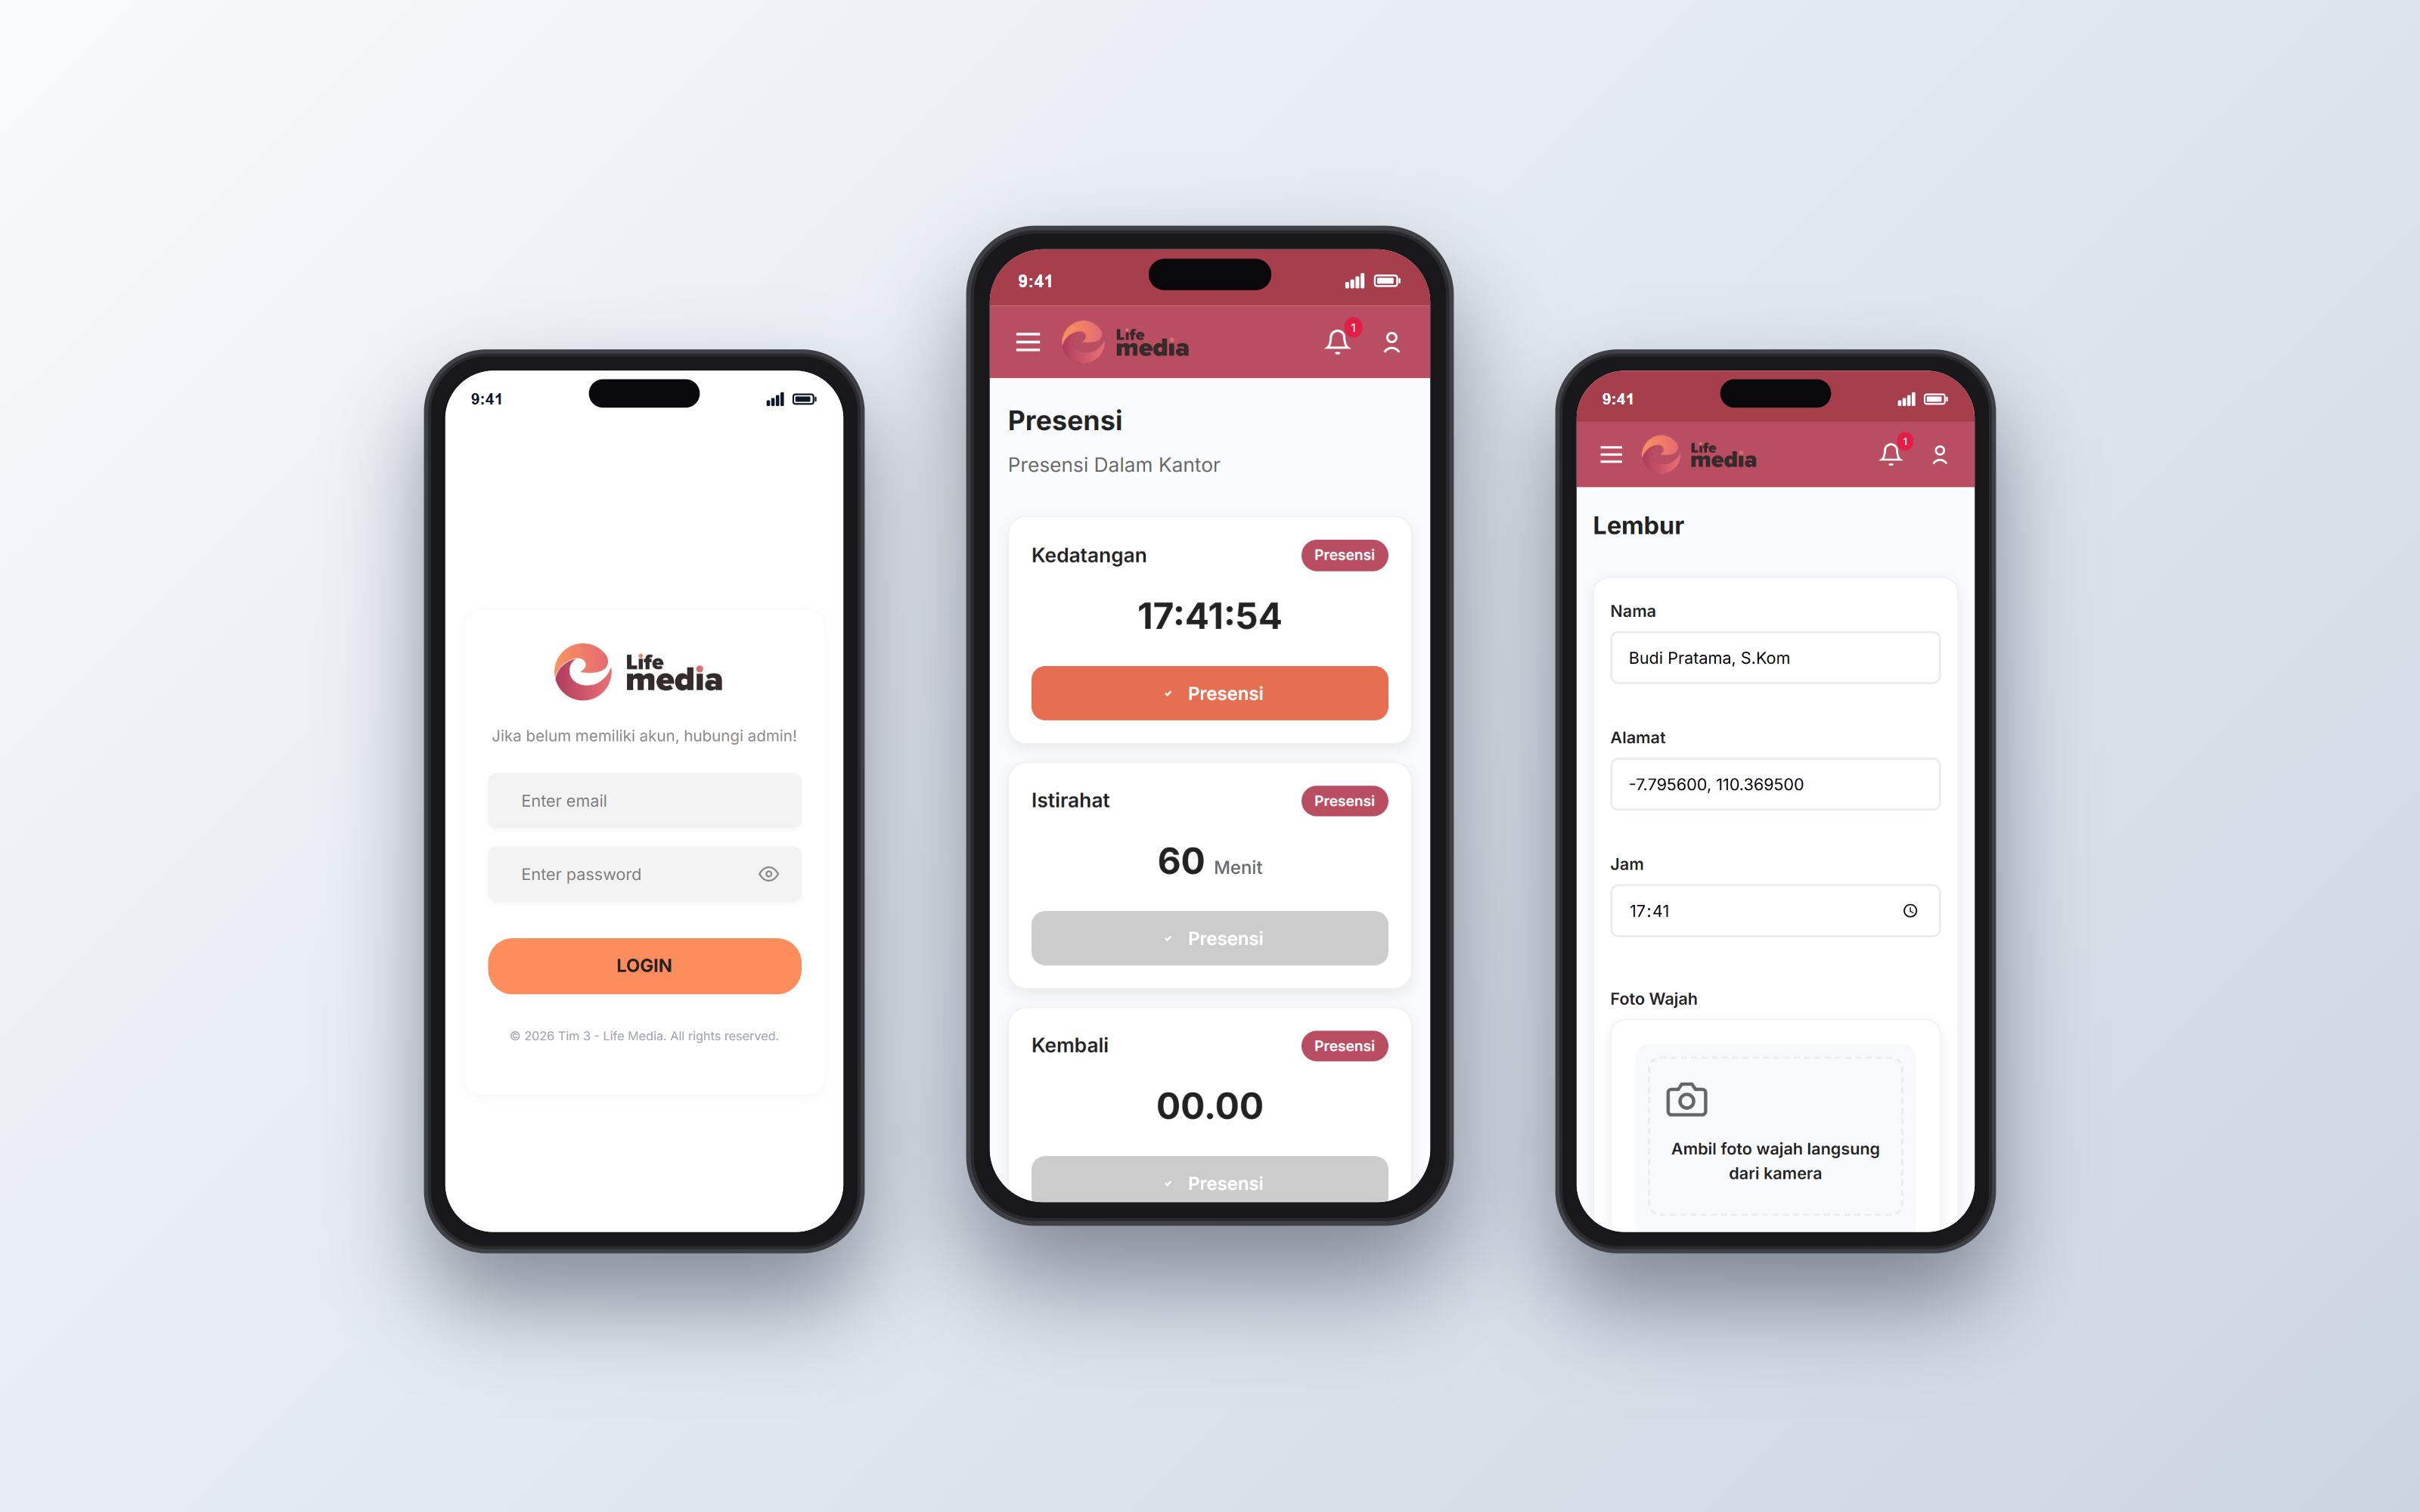 9:41
Life
media
Jika belum memiliki akun, hubungi admin!
Enter email
Enter password
LOGIN
© 2026 Tim 3 - Life Media. All rights reserved.
9:41
Life
media
1
Presensi
Presensi Dalam Kantor
Kedatangan
Presensi
17:41:54
Presensi
Istirahat
Presensi
60 Menit
Presensi
Kembali
Presensi
00.00
Presensi
9:41
Life
media
1
Lembur
Nama
Budi Pratama, S.Kom
Alamat
-7.795600, 110.369500
Jam
17:41
Foto Wajah
Ambil foto wajah langsung
dari kamera